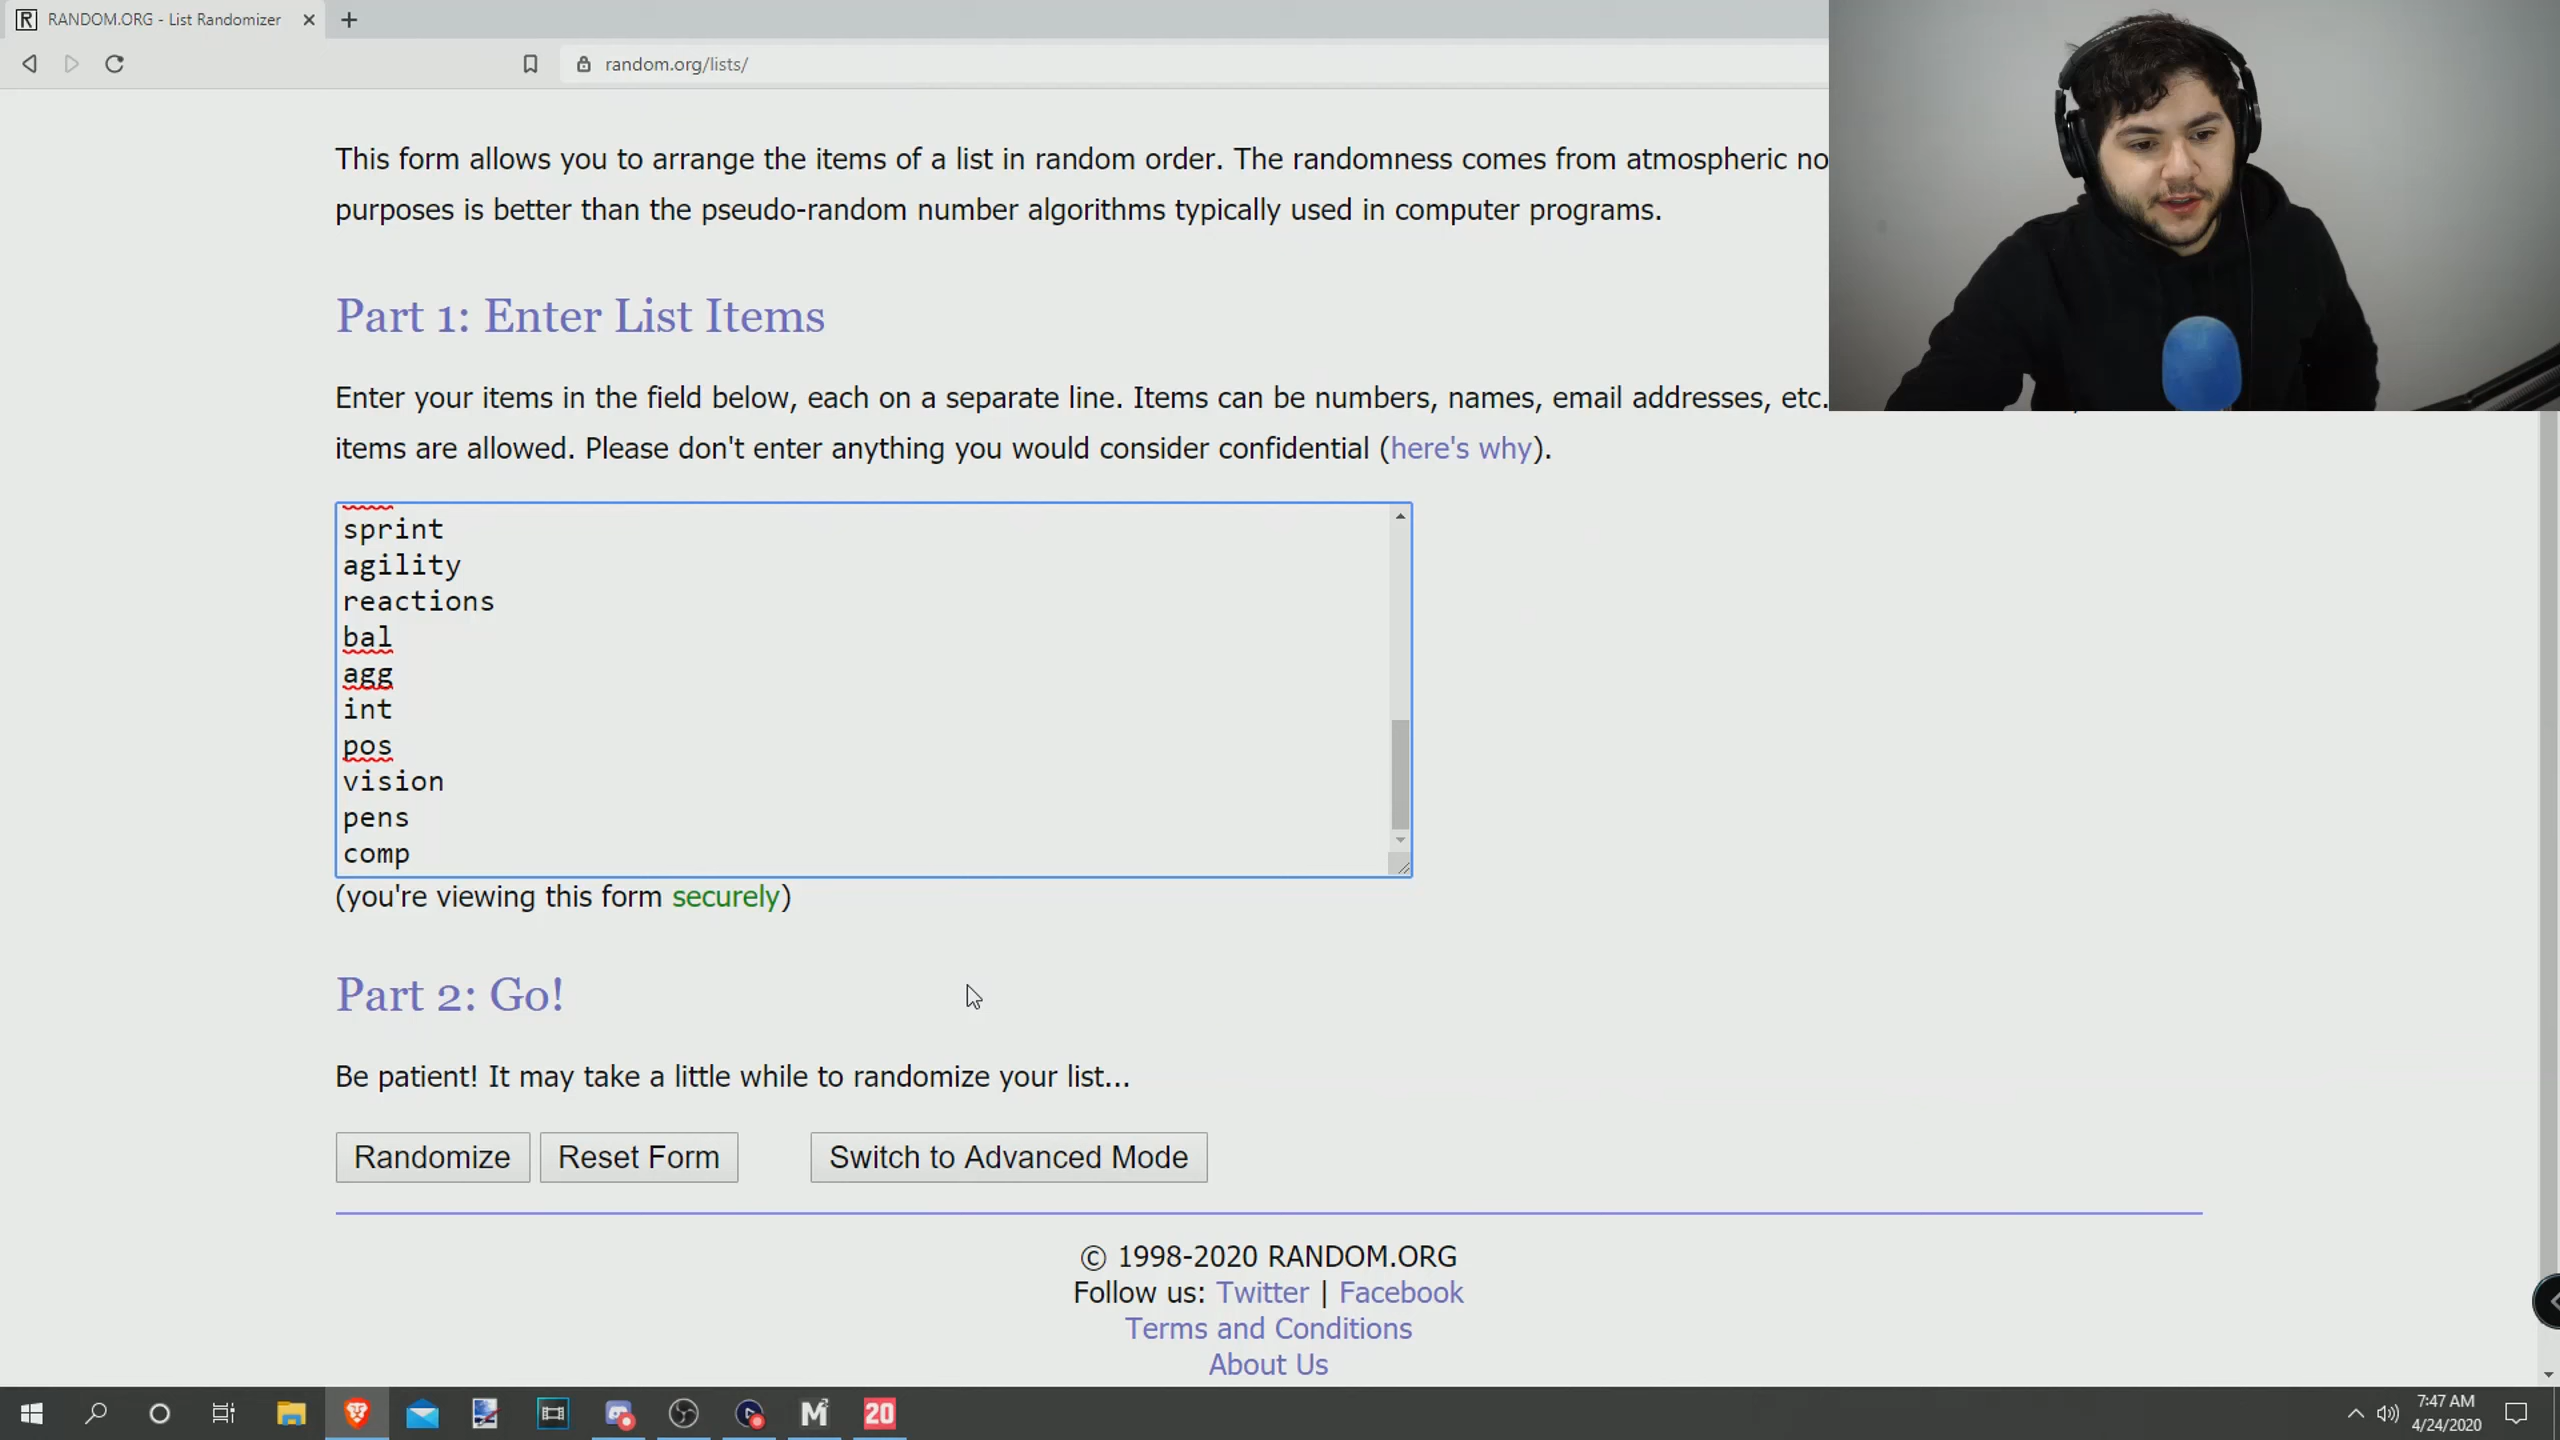 RANDOM.ORG - List Randomizer
random.org/lists/
This form allows you to arrange the items of a list in random order. The randomness comes from atmospheric no
purposes is better than the pseudo-random number algorithms typically used in computer programs.
Part 1: Enter List Items
Enter your items in the field below, each on a separate line. Items can be numbers, names, email addresses, etc.
items are allowed. Please don't enter anything you would consider confidential (here's why).
sprint
agility
reactions
bal
agg
int
pos
vision
pens
comp
(you're viewing this form securely)
Part 2: Go!
Be patient! It may take a little while to randomize your list...
Randomize Reset Form Switch to Advanced Mode
© 1998-2020 RANDOM.ORG
Follow us: Twitter | Facebook
Terms and Conditions
About Us
M
20
7:47 AM
4/24/2020